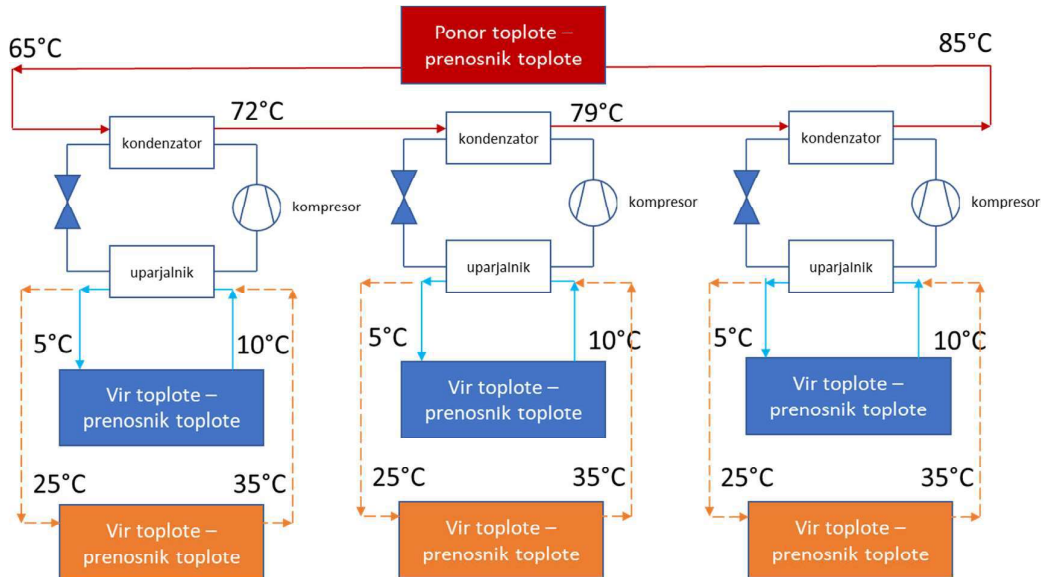 Ponor toplote –
prenosnik toplote
65°C
85°C
72°C
79°C
kondenzator
kondenzator
kondenzator
kompresor
kompresor
kompresor
uparjalnik
uparjalnik
uparjalnik
5°C
10°C
5°C
10°C
5°C
10°C
Vir toplote –
prenosnik toplote
Vir toplote –
prenosnik toplote
Vir toplote –
prenosnik toplote
25°C
35°C
25°C
35°C
25°C
35°C
Vir toplote –
prenosnik toplote
Vir toplote –
prenosnik toplote
Vir toplote –
prenosnik toplote